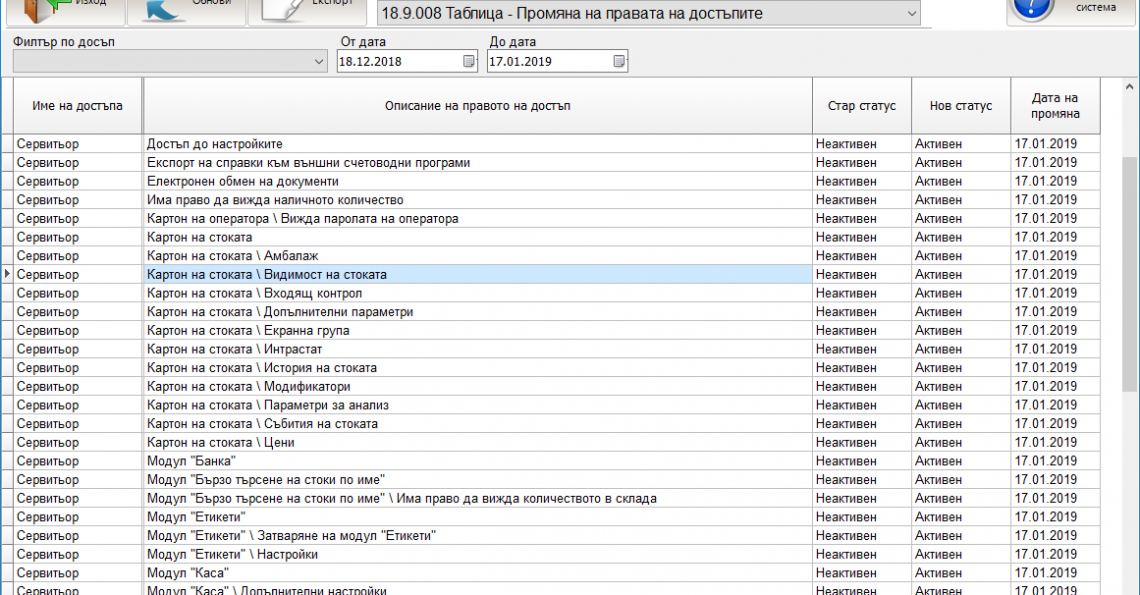 Изход Обнови Експорт 18.9.008 Таблица - Промяна на правата на достъпите система
Филтър по досъп От дата До дата
18.12.2018 17.01.2019
Име на достъпа Описание на правото на достъп Стар статус Нов статус Дата на промяна
Сервитьор Достъп до настройките Неактивен Активен 17.01.2019
Сервитьор Експорт на справки към външни счетоводни програми Неактивен Активен 17.01.2019
Сервитьор Електронен обмен на документи Неактивен Активен 17.01.2019
Сервитьор Има право да вижда наличното количество Неактивен Активен 17.01.2019
Сервитьор Картон на оператора \ Вижда паролата на оператора Неактивен Активен 17.01.2019
Сервитьор Картон на стоката Неактивен Активен 17.01.2019
Сервитьор Картон на стоката \ Амбалаж Неактивен Активен 17.01.2019
Сервитьор Картон на стоката \ Видимост на стоката Неактивен Активен 17.01.2019
Сервитьор Картон на стоката \ Входящ контрол Неактивен Активен 17.01.2019
Сервитьор Картон на стоката \ Допълнителни параметри Неактивен Активен 17.01.2019
Сервитьор Картон на стоката \ Екранна група Неактивен Активен 17.01.2019
Сервитьор Картон на стоката \ Интрастат Неактивен Активен 17.01.2019
Сервитьор Картон на стоката \ История на стоката Неактивен Активен 17.01.2019
Сервитьор Картон на стоката \ Модификатори Неактивен Активен 17.01.2019
Сервитьор Картон на стоката \ Параметри за анализ Неактивен Активен 17.01.2019
Сервитьор Картон на стоката \ Събития на стоката Неактивен Активен 17.01.2019
Сервитьор Картон на стоката \ Цени Неактивен Активен 17.01.2019
Сервитьор Модул "Банка" Неактивен Активен 17.01.2019
Сервитьор Модул "Бързо търсене на стоки по име" Неактивен Активен 17.01.2019
Сервитьор Модул "Бързо търсене на стоки по име" \ Има право да вижда количеството в склада Неактивен Активен 17.01.2019
Сервитьор Модул "Етикети" Неактивен Активен 17.01.2019
Сервитьор Модул "Етикети" \ Затваряне на модул "Етикети" Неактивен Активен 17.01.2019
Сервитьор Модул "Етикети" \ Настройки Неактивен Активен 17.01.2019
Сервитьор Модул "Каса" Неактивен Активен 17.01.2019
Сервитьор Модул "Каса" \ Допълнителни настройки Неактивен Активен 17.01.2019